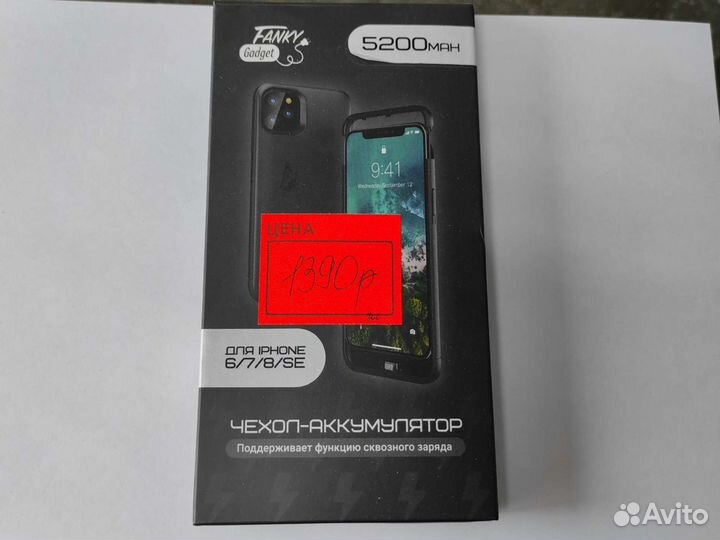 FANKY
Gadget
5200MAH
9:41
Wednesday, September 12
ЦЕНА
1390р
ДЛЯ IPHONE
6/7/8/SE
ЧЕХОЛ-АККУМУЛЯТОР
Поддерживает функцию сквозного заряда
Avito